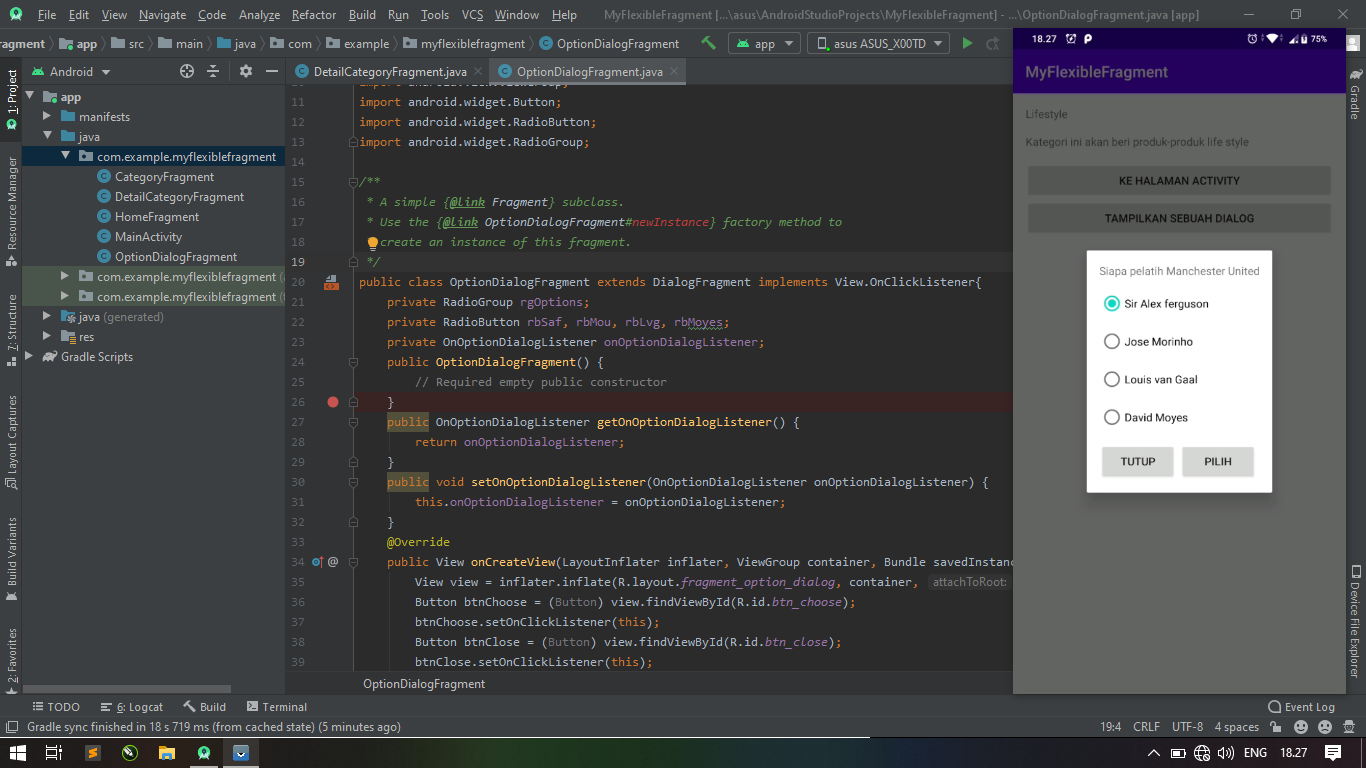 File Edit View Navigate Code Analyze Refactor Build Run Tools VCS Window Help MyFlexibleFragment [...\asus\AndroidStudioProjects\MyFlexibleFragment] - ...\OptionDialogFragment.java [app]
ragment app src main java com example myflexiblefragment OptionDialogFragment app asus ASUS_X00TD
Android
DetailCategoryFragment.java OptionDialogFragment.java
1: Project
Resource Manager
7: Structure
Layout Captures
Build Variants
2: Favorites
app
manifests
java
com.example.myflexiblefragment
CategoryFragment
DetailCategoryFragment
HomeFragment
MainActivity
OptionDialogFragment
com.example.myflexiblefragment
com.example.myflexiblefragment
java (generated)
res
Gradle Scripts
11 import android.widget.Button;
12 import android.widget.RadioButton;
13 import android.widget.RadioGroup;
14
15 /**
16 * A simple {@link Fragment} subclass.
17 * Use the {@link OptionDialogFragment#newInstance} factory method to
18 create an instance of this fragment.
19 */
20 public class OptionDialogFragment extends DialogFragment implements View.OnClickListener{
21 private RadioGroup rgOptions;
22 private RadioButton rbSaf, rbMou, rbLvg, rbMoyes;
23 private OnOptionDialogListener onOptionDialogListener;
24 public OptionDialogFragment() {
25 // Required empty public constructor
26 }
27 public OnOptionDialogListener getOnOptionDialogListener() {
28 return onOptionDialogListener;
29 }
30 public void setOnOptionDialogListener(OnOptionDialogListener onOptionDialogListener) {
31 this.onOptionDialogListener = onOptionDialogListener;
32 }
33 @Override
34 @ public View onCreateView(LayoutInflater inflater, ViewGroup container, Bundle savedInstanc
35 View view = inflater.inflate(R.layout.fragment_option_dialog, container, attachToRoot:
36 Button btnChoose = (Button) view.findViewById(R.id.btn_choose);
37 btnChoose.setOnClickListener(this);
38 Button btnClose = (Button) view.findViewById(R.id.btn_close);
39 btnClose.setOnClickListener(this);
OptionDialogFragment
18.27 75%
MyFlexibleFragment
Lifestyle
Kategori ini akan beri produk-produk life style
KE HALAMAN ACTIVITY
TAMPILKAN SEBUAH DIALOG
Siapa pelatih Manchester United
Sir Alex ferguson
Jose Morinho
Louis van Gaal
David Moyes
TUTUP PILIH
Gradle
Device File Explorer
TODO 6: Logcat Build Terminal Event Log
Gradle sync finished in 18 s 719 ms (from cached state) (5 minutes ago) 19:4 CRLF UTF-8 4 spaces
ENG 18.27